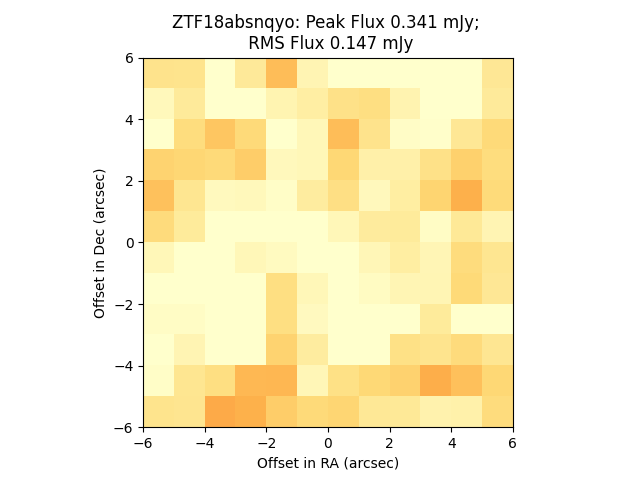 ZTF18absnqyo: Peak Flux 0.341 mJy;
RMS Flux 0.147 mJy
6
4
2
0
−2
−4
−6
Offset in Dec (arcsec)
−6 −4 −2 0 2 4 6
Offset in RA (arcsec)